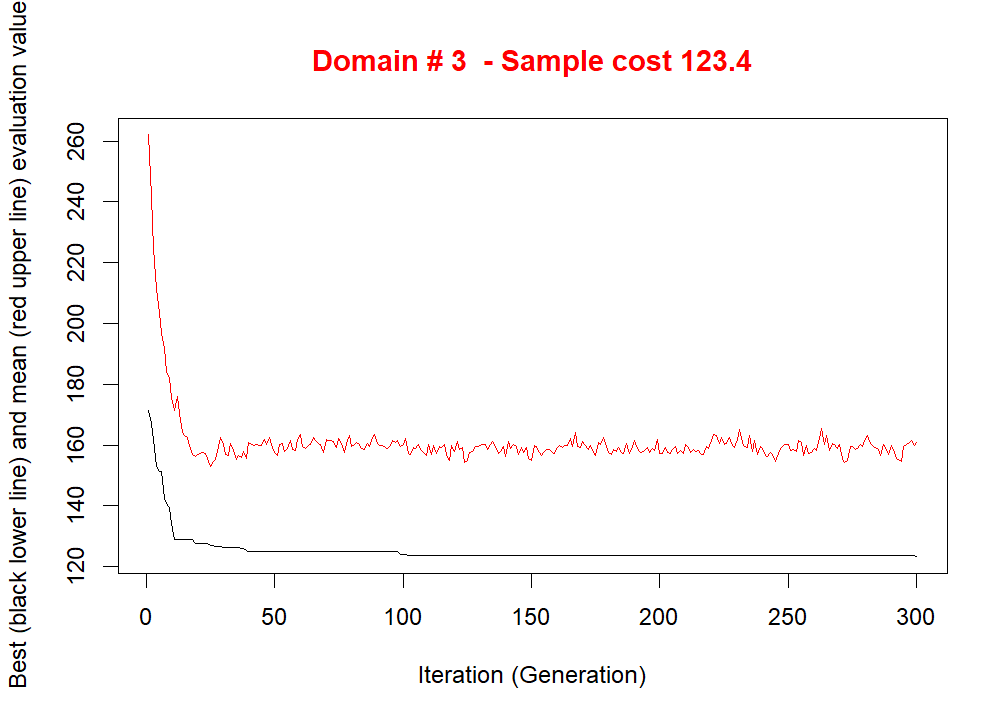 Domain # 3  - Sample cost 123.4
Best (black lower line) and mean (red upper line) evaluation value
260
240
220
200
180
160
140
120
0 50 100 150 200 250 300
Iteration (Generation)